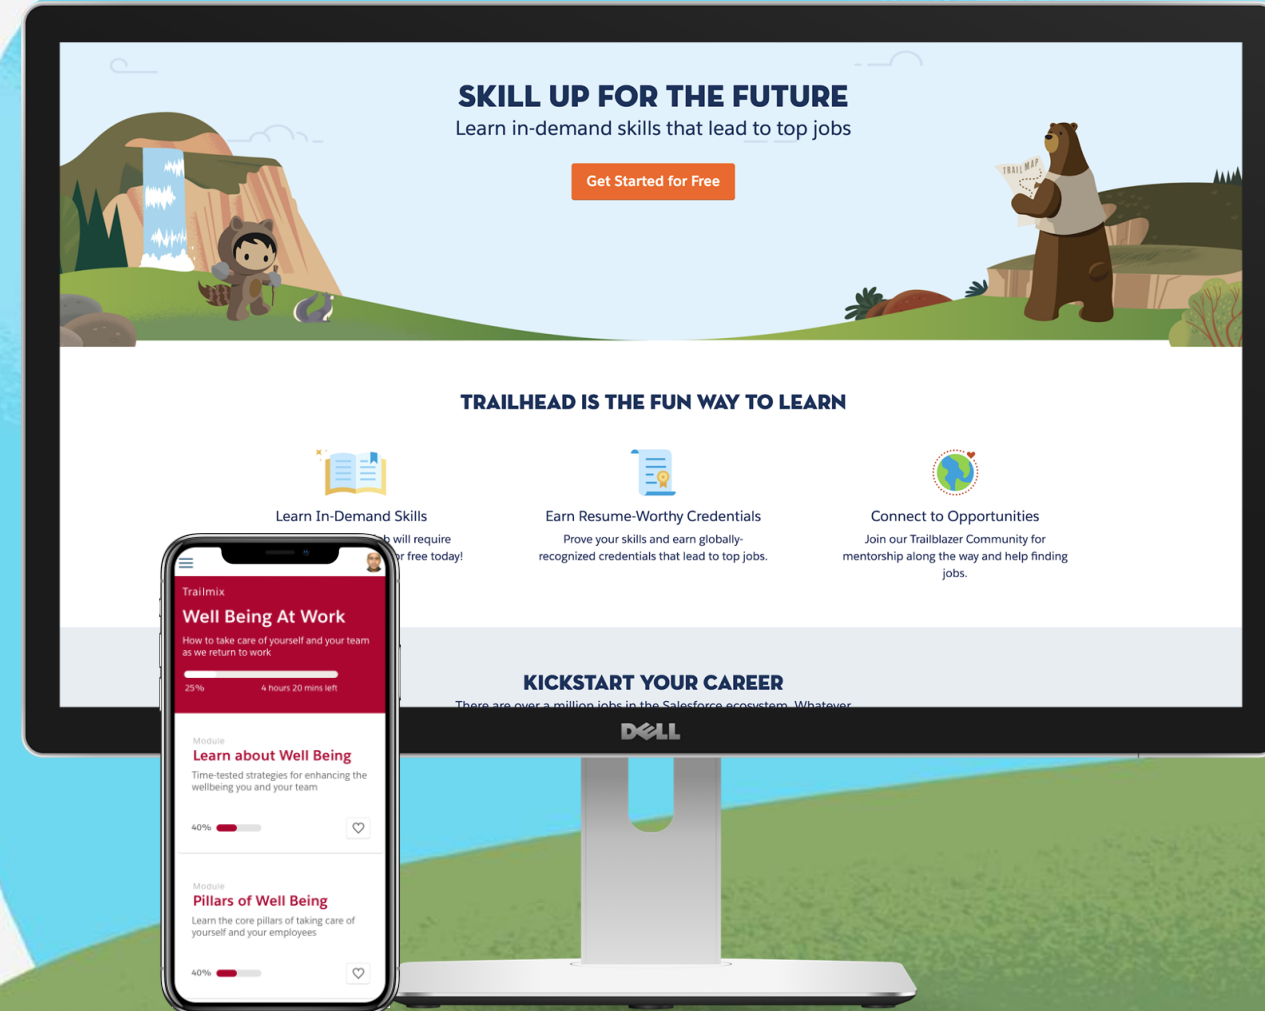 SKILL UP FOR THE FUTURE
Learn in-demand skills that lead to top jobs
Get Started for Free
TRAIL MAP
TRAILHEAD IS THE FUN WAY TO LEARN
Learn In-Demand Skills
will require
or free today!
Earn Resume-Worthy Credentials
Prove your skills and earn globally-
recognized credentials that lead to top jobs.
Connect to Opportunities
Join our Trailblazer Community for
mentorship along the way and help finding
jobs.
KICKSTART YOUR CAREER
There are over a million jobs in the Salesforce ecosystem. Whatever
DELL
Trailmix
Well Being At Work
How to take care of yourself and your team
as we return to work
25%
4 hours 20 mins left
Module
Learn about Well Being
Time-tested strategies for enhancing the
wellbeing you and your team
40%
Module
Pillars of Well Being
Learn the core pillars of taking care of
yourself and your employees
40%